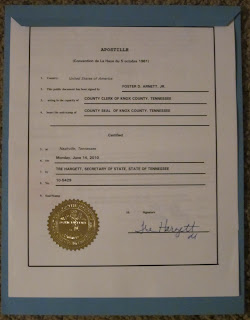 APOSTILLE
(Convention de La Haye du 5 octobre 1961)
1. Country: United States of America
2. This public document has been signed by FOSTER D. ARNETT, JR.
3. acting in the capacity of COUNTY CLERK OF KNOX COUNTY, TENNESSEE
4. bears the seal/stamp of COUNTY SEAL OF KNOX COUNTY, TENNESSEE
Certified
5. at Nashville, Tennessee
6. the Monday, June 14, 2010
7. by TRE HARGETT, SECRETARY OF STATE, STATE OF TENNESSEE
8. No.
9. Seal/Stamp:
10. Signature:
Tre Hargett